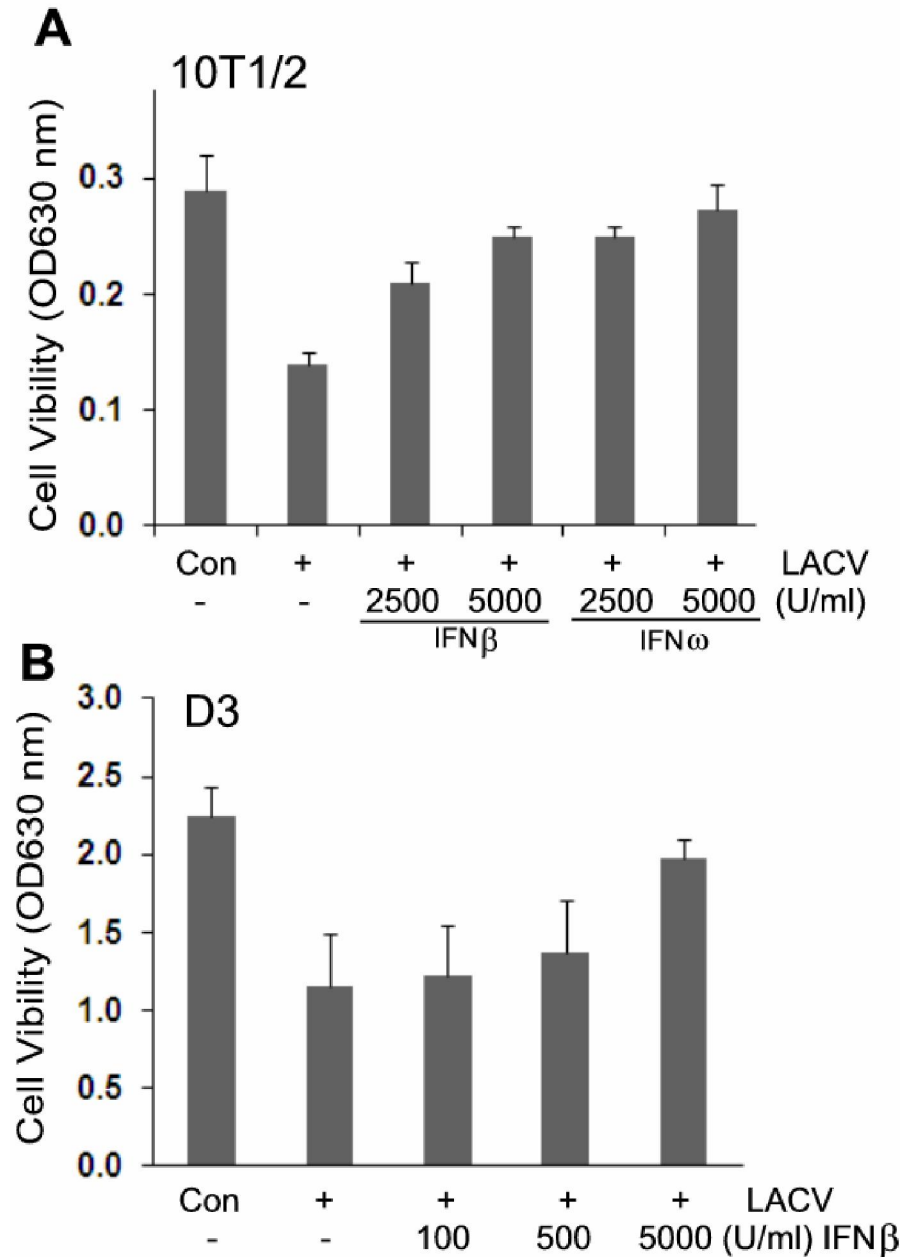 A
10T1/2
Cell Vibility (OD630 nm)
0.3
0.2
0.1
0.0
Con + + + + + LACV
- - 2500 5000 2500 5000 (U/ml)
IFNβ IFNω
B
D3
Cell Vibility (OD630 nm)
3.0
2.5
2.0
1.5
1.0
0.5
0.0
Con + + + + LACV
- - 100 500 5000 (U/ml) IFNβ